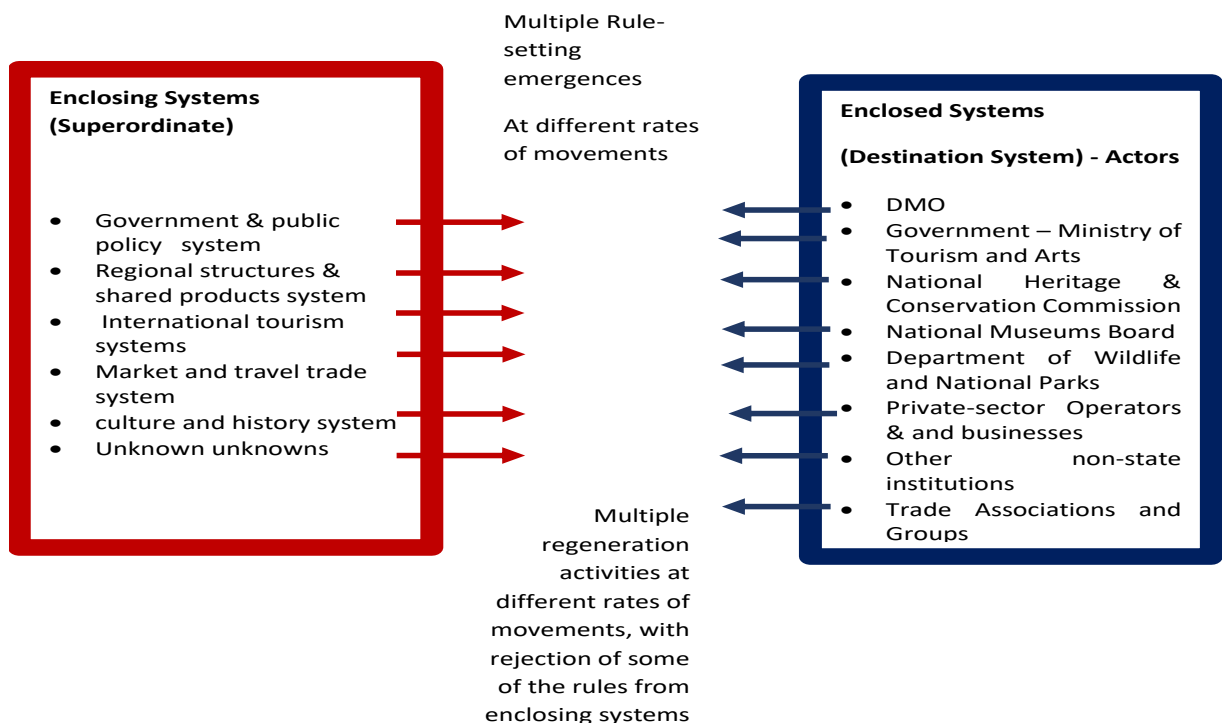 Multiple Rule-
setting
emergences
At different rates
of movements
Enclosing Systems
(Superordinate)
• Government & public
policy system
• Regional structures &
shared products system
• International tourism
systems
• Market and travel trade
system
• culture and history system
• Unknown unknowns
Enclosed Systems
(Destination System) - Actors
• DMO
• Government – Ministry of
Tourism and Arts
• National Heritage &
Conservation Commission
• National Museums Board
• Department of Wildlife
and National Parks
• Private-sector Operators
& and businesses
• Other non-state
institutions
• Trade Associations and
Groups
Multiple
regeneration
activities at
different rates of
movements, with
rejection of some
of the rules from
enclosing systems